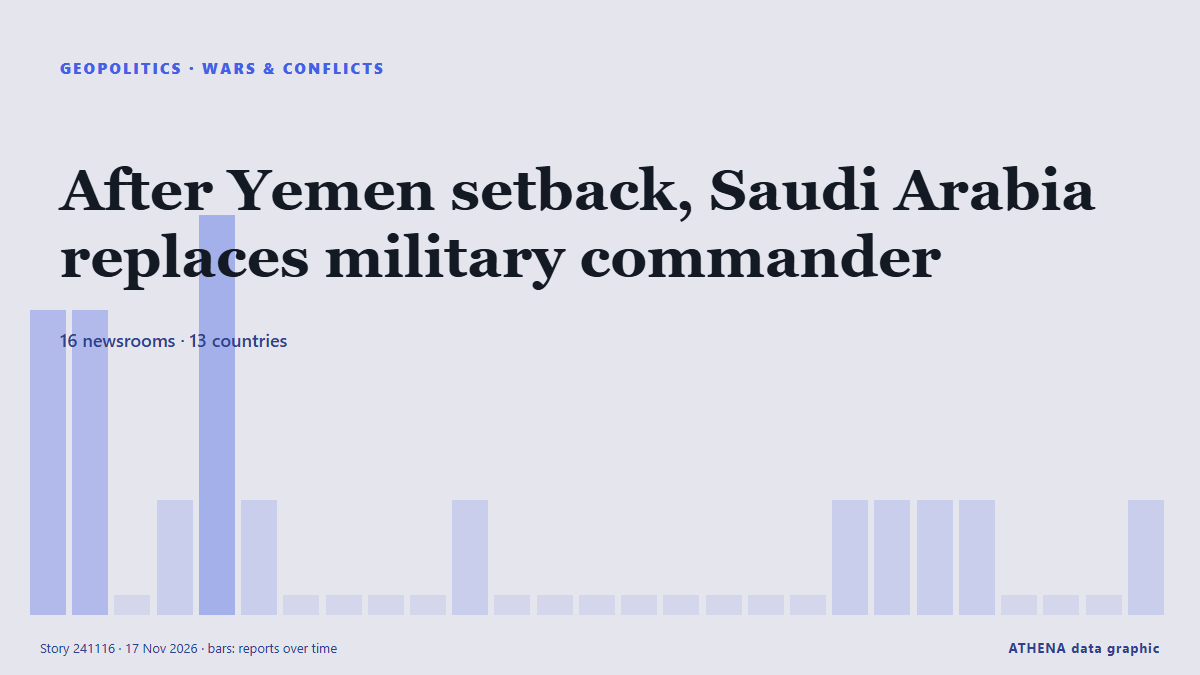 GEOPOLITICS · WARS & CONFLICTS
After Yemen setback, Saudi Arabia
replaces military commander
16 newsrooms · 13 countries
Story 241116 · 17 Nov 2026 · bars: reports over time
ATHENA data graphic